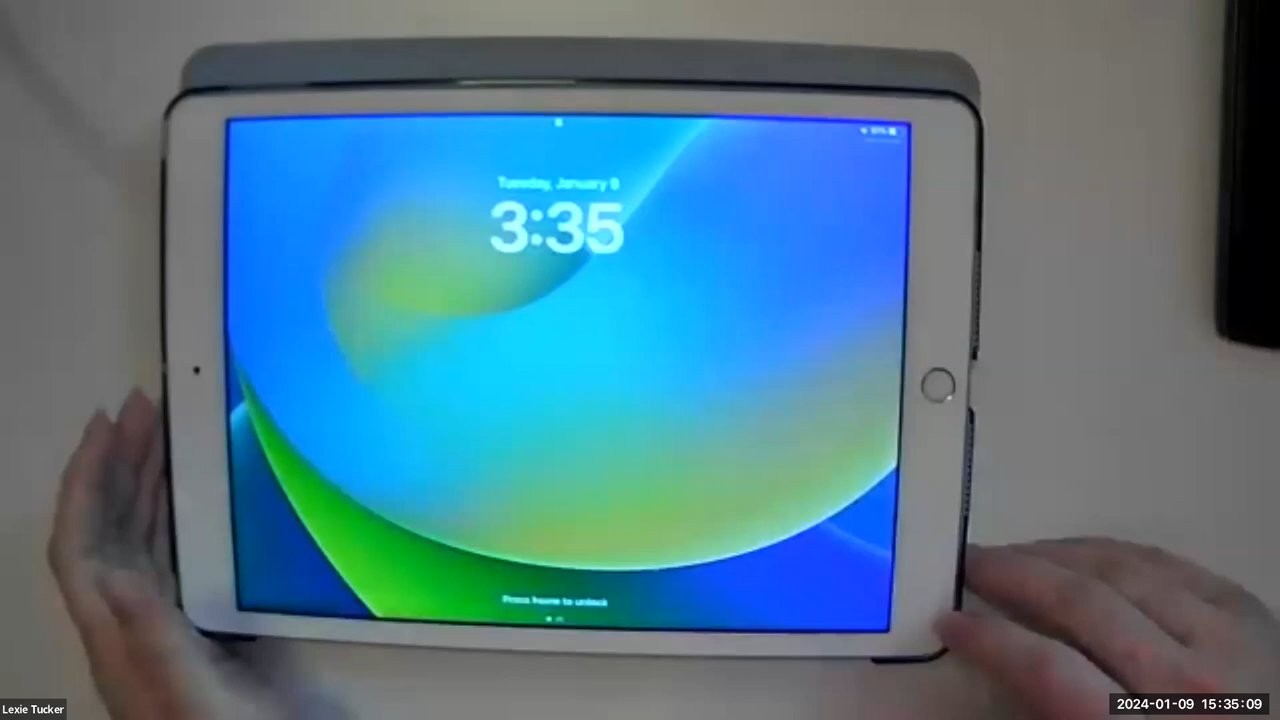 Tuesday, January 9
3:35
Press home to unlock
Lexie Tucker
2024-01-09 15:35:09